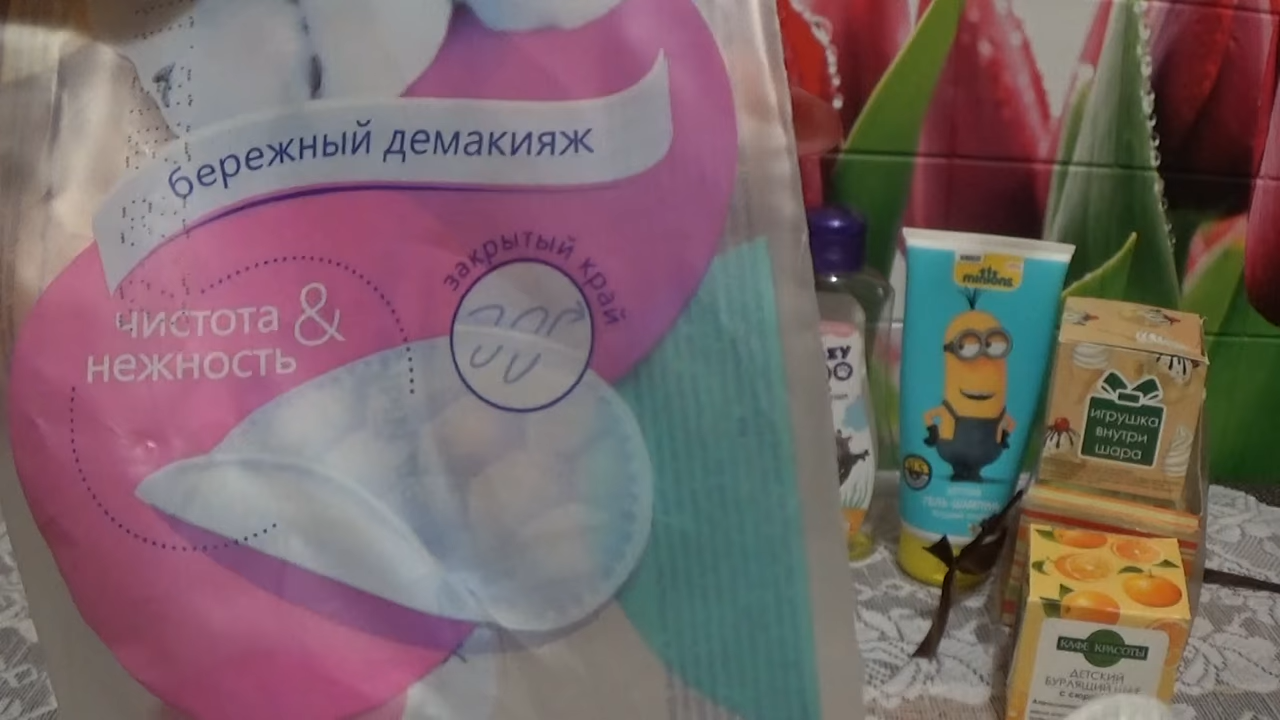 бережный демакияж
закрытый край
чистота &
нежность
minions
игрушка
внутри
шара
КАФЕ КРАСОТЫ
ДЕТСКИЙ
БУРЛЯЩИЙ ШАР